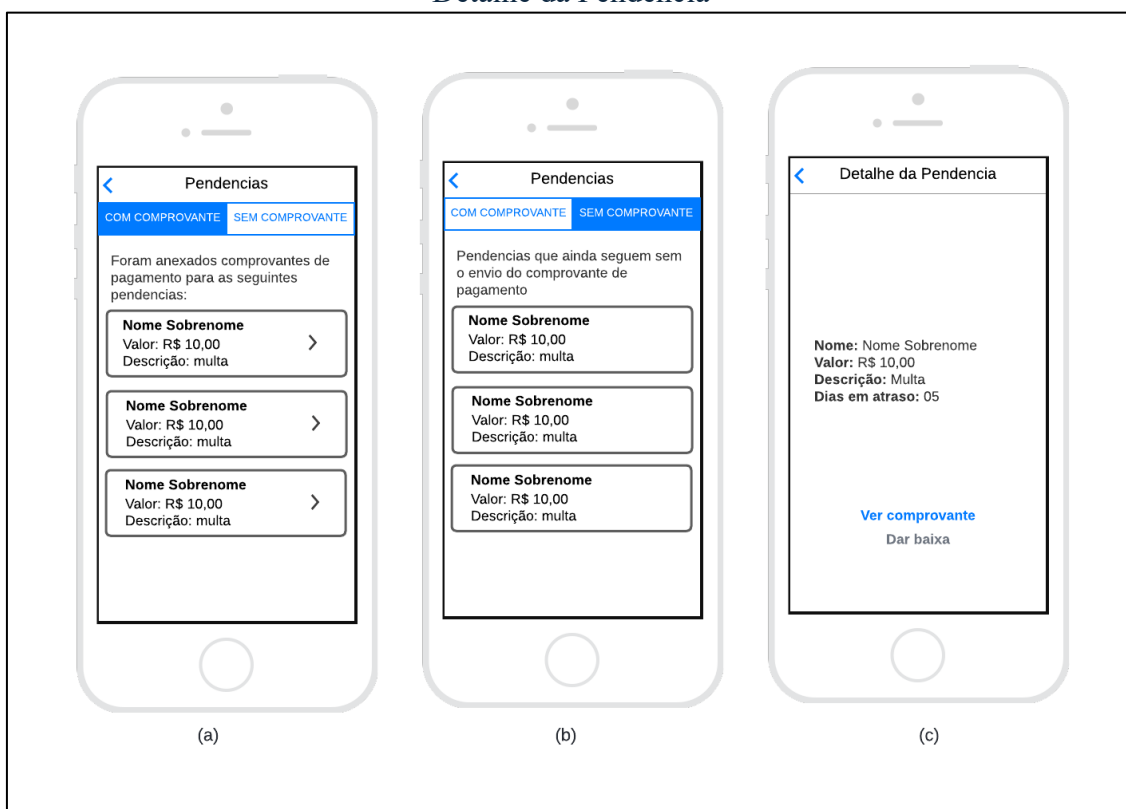 Detalhe da Pendencia
Pendencias
COM COMPROVANTE SEM COMPROVANTE
Foram anexados comprovantes de
pagamento para as seguintes
pendencias:
Nome Sobrenome
Valor: R$ 10,00
Descrição: multa
Nome Sobrenome
Valor: R$ 10,00
Descrição: multa
Nome Sobrenome
Valor: R$ 10,00
Descrição: multa
(a)
Pendencias
COM COMPROVANTE SEM COMPROVANTE
Pendencias que ainda seguem sem
o envio do comprovante de
pagamento
Nome Sobrenome
Valor: R$ 10,00
Descrição: multa
Nome Sobrenome
Valor: R$ 10,00
Descrição: multa
Nome Sobrenome
Valor: R$ 10,00
Descrição: multa
(b)
Detalhe da Pendencia
Nome: Nome Sobrenome
Valor: R$ 10,00
Descrição: Multa
Dias em atraso: 05
Ver comprovante
Dar baixa
(c)